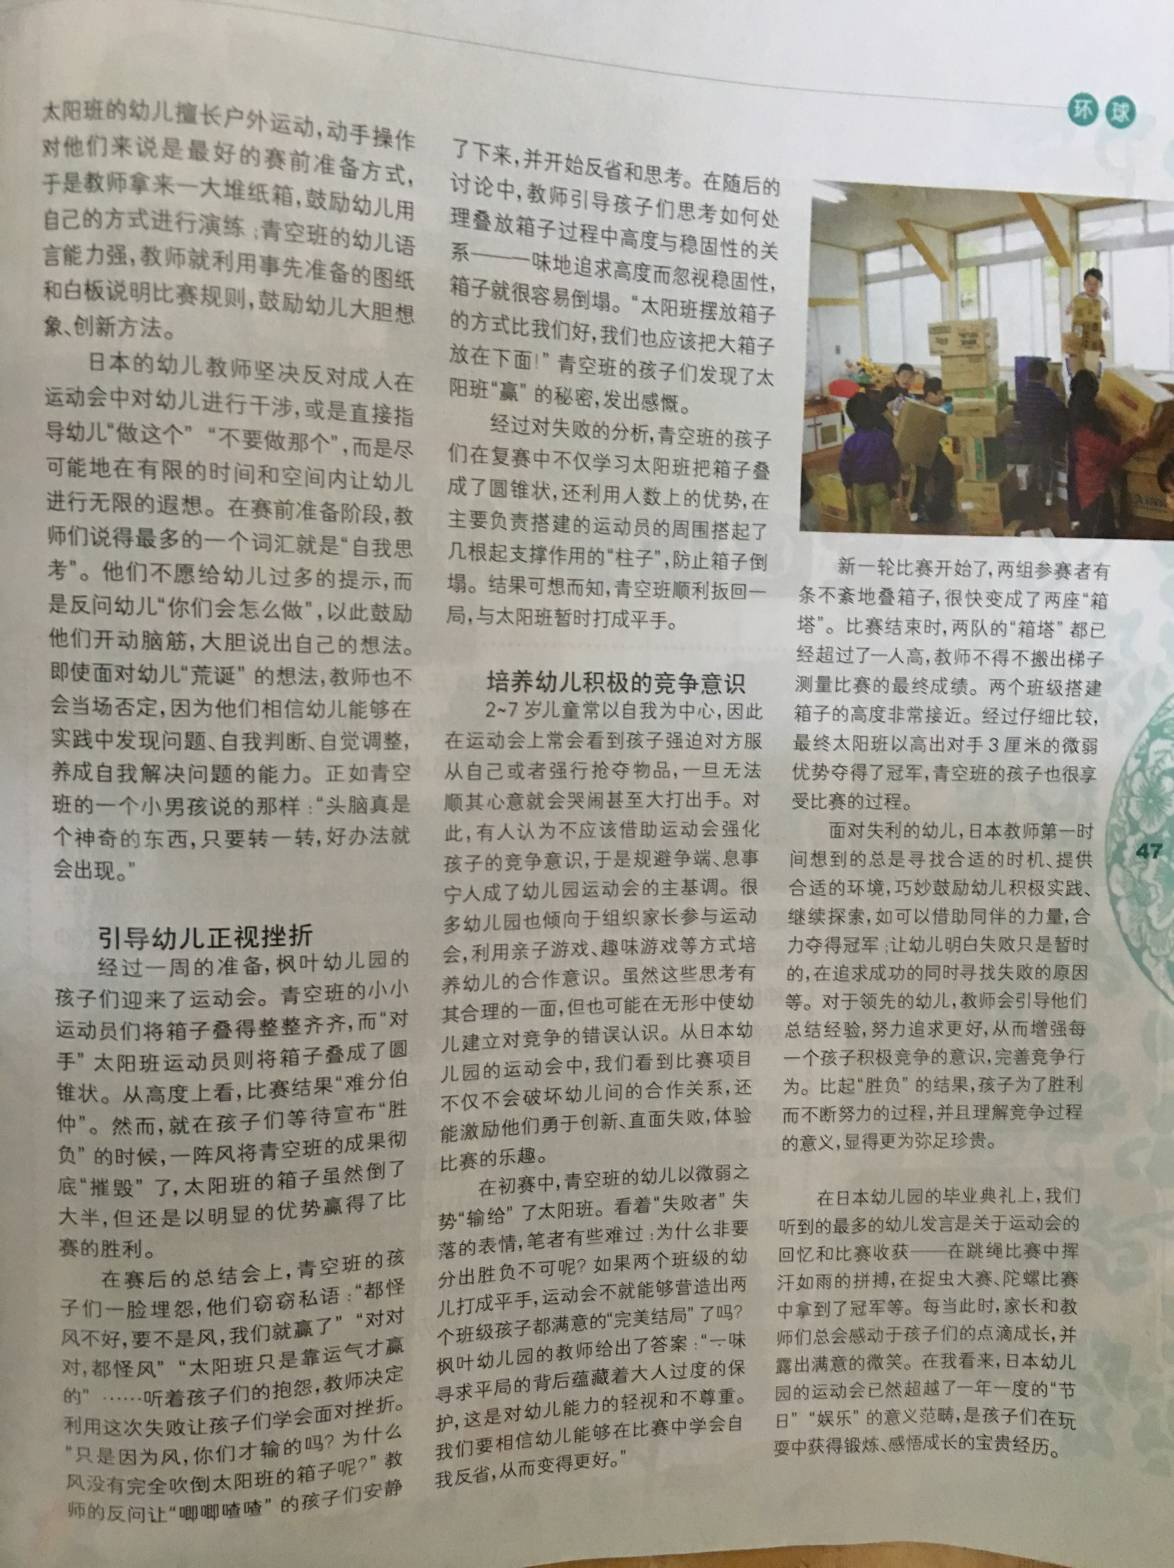 环球
太阳班的幼儿擅长户外运动,动手操作
对他们来说是最好的赛前准备方式,
于是教师拿来一大堆纸箱,鼓励幼儿用
自己的方式进行演练;青空班的幼儿语
言能力强,教师就利用事先准备的图纸
和白板说明比赛规则,鼓励幼儿大胆想
象、创新方法。
日本的幼儿教师坚决反对成人在
运动会中对幼儿进行干涉,或是直接指
导幼儿“做这个”“不要做那个”,而是尽
可能地在有限的时间和空间内让幼儿
进行无限的遐想。在赛前准备阶段,教
师们说得最多的一个词汇就是“自我思
考”。他们不愿给幼儿过多的提示,而
是反问幼儿“你们会怎么做”,以此鼓励
他们开动脑筋,大胆说出自己的想法。
即使面对幼儿“荒诞”的想法,教师也不
会当场否定,因为他们相信幼儿能够在
实践中发现问题、自我判断、自觉调整,
养成自我解决问题的能力。正如青空
班的一个小男孩说的那样:“头脑真是
个神奇的东西,只要转一转,好办法就
会出现。”
引导幼儿正视挫折
经过一周的准备,枫叶幼儿园的
孩子们迎来了运动会。青空班的小小
运动员们将箱子叠得整整齐齐,而“对
手”太阳班运动员则将箱子叠成了圆
锥状。从高度上看,比赛结果“难分伯
仲”。然而,就在孩子们等待宣布“胜
负”的时候,一阵风将青空班的成果彻
底“摧毁”了,太阳班的箱子虽然倒了
大半,但还是以明显的优势赢得了比
赛的胜利。
在赛后的总结会上,青空班的孩
子们一脸埋怨,他们窃窃私语:“都怪
风不好,要不是风,我们就赢了”“对对
对,都怪风”“太阳班只是靠运气才赢
的”……听着孩子们的抱怨,教师决定
利用这次失败让孩子们学会面对挫折。
“只是因为风,你们才输的吗?为什么
风没有完全吹倒太阳班的箱子呢?”教
师的反问让“唧唧喳喳”的孩子们安静
了下来,并开始反省和思考。在随后的
讨论中,教师引导孩子们思考如何处
理叠放箱子过程中高度与稳固性的关
系——一味地追求高度而忽视稳固性,
箱子就很容易倒塌。“太阳班摆放箱子
的方式比我们好,我们也应该把大箱子
放在下面!”青空班的孩子们发现了太
阳班“赢”的秘密,发出感慨。
经过对失败的分析,青空班的孩子
们在复赛中不仅学习太阳班把箱子叠
成了圆锥状,还利用人数上的优势,在
主要负责搭建的运动员的周围搭起了
几根起支撑作用的“柱子”,防止箱子倒
塌。结果可想而知,青空班顺利扳回一
局,与太阳班暂时打成平手。
培养幼儿积极的竞争意识
2~7岁儿童常以自我为中心,因此
在运动会上常会看到孩子强迫对方服
从自己或者强行抢夺物品,一旦无法
顺其心意就会哭闹甚至大打出手。对
此,有人认为不应该借助运动会强化
孩子的竞争意识,于是规避争端、息事
宁人成了幼儿园运动会的主基调。很
多幼儿园也倾向于组织家长参与运动
会,利用亲子游戏、趣味游戏等方式培
养幼儿的合作意识。虽然这些思考有
其合理的一面,但也可能在无形中使幼
儿建立对竞争的错误认识。从日本幼
儿园的运动会中,我们看到比赛项目
不仅不会破坏幼儿间的合作关系,还
能激励他们勇于创新、直面失败,体验
比赛的乐趣。
在初赛中,青空班的幼儿以微弱之
势“输给”了太阳班。看着“失败者”失
落的表情,笔者有些难过:为什么非要
分出胜负不可呢?如果两个班级的幼
儿打成平手,运动会不就能够营造出两
个班级孩子都满意的“完美结局”了吗?
枫叶幼儿园的教师给出了答案:“一味
寻求平局的背后蕴藏着大人过度的保
护,这是对幼儿能力的轻视和不尊重。
我们要相信幼儿能够在比赛中学会自
我反省,从而变得更好。”
新一轮比赛开始了,两组参赛者有
条不紊地叠箱子,很快变成了两座“箱
塔”。比赛结束时,两队的“箱塔”都已
经超过了一人高,教师不得不搬出梯子
测量比赛的最终成绩。两个班级搭建
箱子的高度非常接近。经过仔细比较,
最终太阳班以高出对手3厘米的微弱
优势夺得了冠军,青空班的孩子也很享
受比赛的过程。
面对失利的幼儿,日本教师第一时
间想到的总是寻找合适的时机、提供
合适的环境,巧妙鼓励幼儿积极实践、
继续探索,如可以借助同伴的力量,合
力夺得冠军;让幼儿明白失败只是暂时
的,在追求成功的同时寻找失败的原因
等。对于领先的幼儿,教师会引导他们
总结经验,努力追求更好,从而增强每
一个孩子积极竞争的意识,完善竞争行
为。比起“胜负”的结果,孩子为了胜利
而不断努力的过程,并且理解竞争过程
的意义,显得更为弥足珍贵。
在日本幼儿园的毕业典礼上,我们
听到的最多的幼儿发言是关于运动会的
回忆和比赛收获——在跳绳比赛中挥
汗如雨的拼搏,在捉虫大赛、陀螺比赛
中拿到了冠军等。每当此时,家长和教
师们总会感动于孩子们的点滴成长,并
露出满意的微笑。在我看来,日本幼儿
园的运动会已然超越了一年一度的“节
日”“娱乐”的意义范畴,是孩子们在玩
耍中获得锻炼、感悟成长的宝贵经历。
47